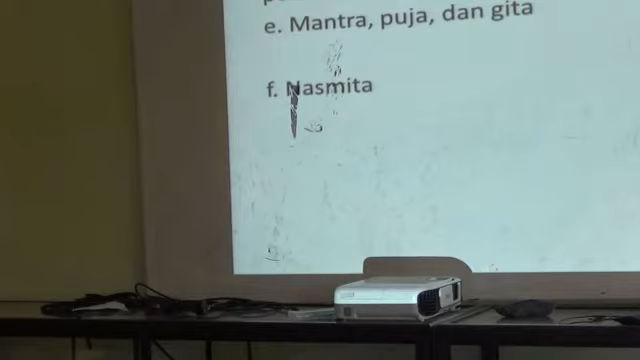 e. Mantra, puja, dan gita
f. Nasmita